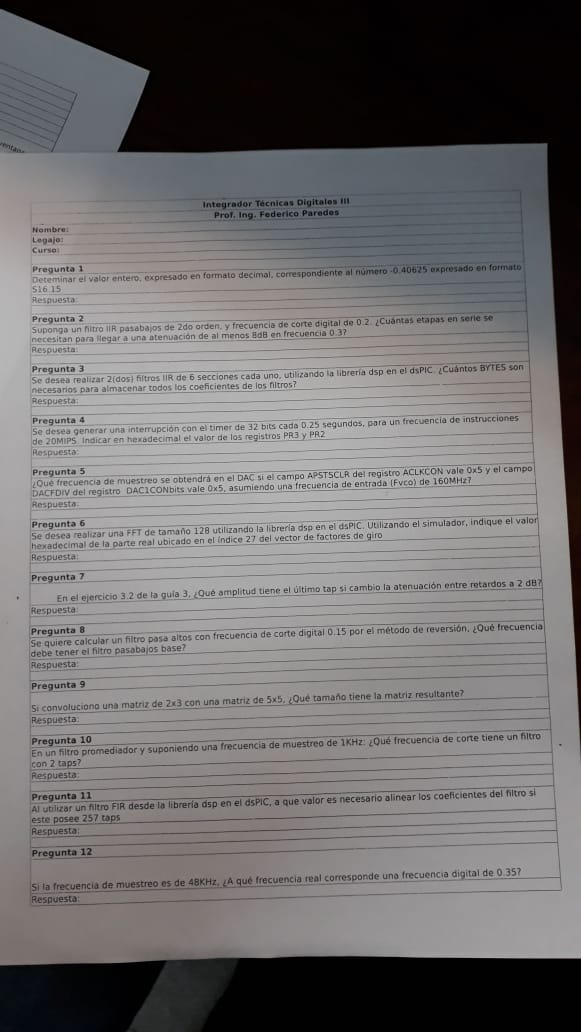 ventan
Integrador Técnicas Digitales III
Prof. Ing. Federico Paredes
Nombre:
Legajo:
Curso:
Pregunta 1
Deteminar el valor entero, expresado en formato decimal, correspondiente al número -0.40625 expresado en formato
S16.15
Respuesta:
Pregunta 2
Suponga un filtro IIR pasabajos de 2do orden, y frecuencia de corte digital de 0.2. ¿Cuántas etapas en serie se
necesitan para llegar a una atenuación de al menos 8dB en frecuencia 0.3?
Respuesta:
Pregunta 3
Se desea realizar 2(dos) filtros IIR de 6 secciones cada uno, utilizando la librería dsp en el dsPIC. ¿Cuántos BYTES son
necesarios para almacenar todos los coeficientes de los filtros?
Respuesta:
Pregunta 4
Se desea generar una interrupción con el timer de 32 bits cada 0.25 segundos, para un frecuencia de instrucciones
de 20MIPS. Indicar en hexadecimal el valor de los registros PR3 y PR2
Respuesta:
Pregunta 5
¿Qué frecuencia de muestreo se obtendrá en el DAC si el campo APSTSCLR del registro ACLKCON vale 0x5 y el campo
DACFDIV del registro DAC1CONbits vale 0x5, asumiendo una frecuencia de entrada (Fvco) de 160MHz?
Respuesta:
Pregunta 6
Se desea realizar una FFT de tamaño 128 utilizando la librería dsp en el dsPIC. Utilizando el simulador, indique el valor
hexadecimal de la parte real ubicado en el índice 27 del vector de factores de giro
Respuesta:
Pregunta 7
En el ejercicio 3.2 de la guía 3, ¿Qué amplitud tiene el último tap si cambio la atenuación entre retardos a 2 dB?
Respuesta:
Pregunta 8
Se quiere calcular un filtro pasa altos con frecuencia de corte digital 0.15 por el método de reversión. ¿Qué frecuencia
debe tener el filtro pasabajos base?
Respuesta:
Pregunta 9
Si convoluciono una matriz de 2x3 con una matriz de 5x5, ¿Qué tamaño tiene la matriz resultante?
Respuesta:
Pregunta 10
En un filtro promediador y suponiendo una frecuencia de muestreo de 1KHz: ¿Qué frecuencia de corte tiene un filtro
con 2 taps?
Respuesta:
Pregunta 11
Al utilizar un filtro FIR desde la librería dsp en el dsPIC, a que valor es necesario alinear los coeficientes del filtro si
este posee 257 taps
Respuesta:
Pregunta 12
Si la frecuencia de muestreo es de 48KHz, ¿A qué frecuencia real corresponde una frecuencia digital de 0.35?
Respuesta: